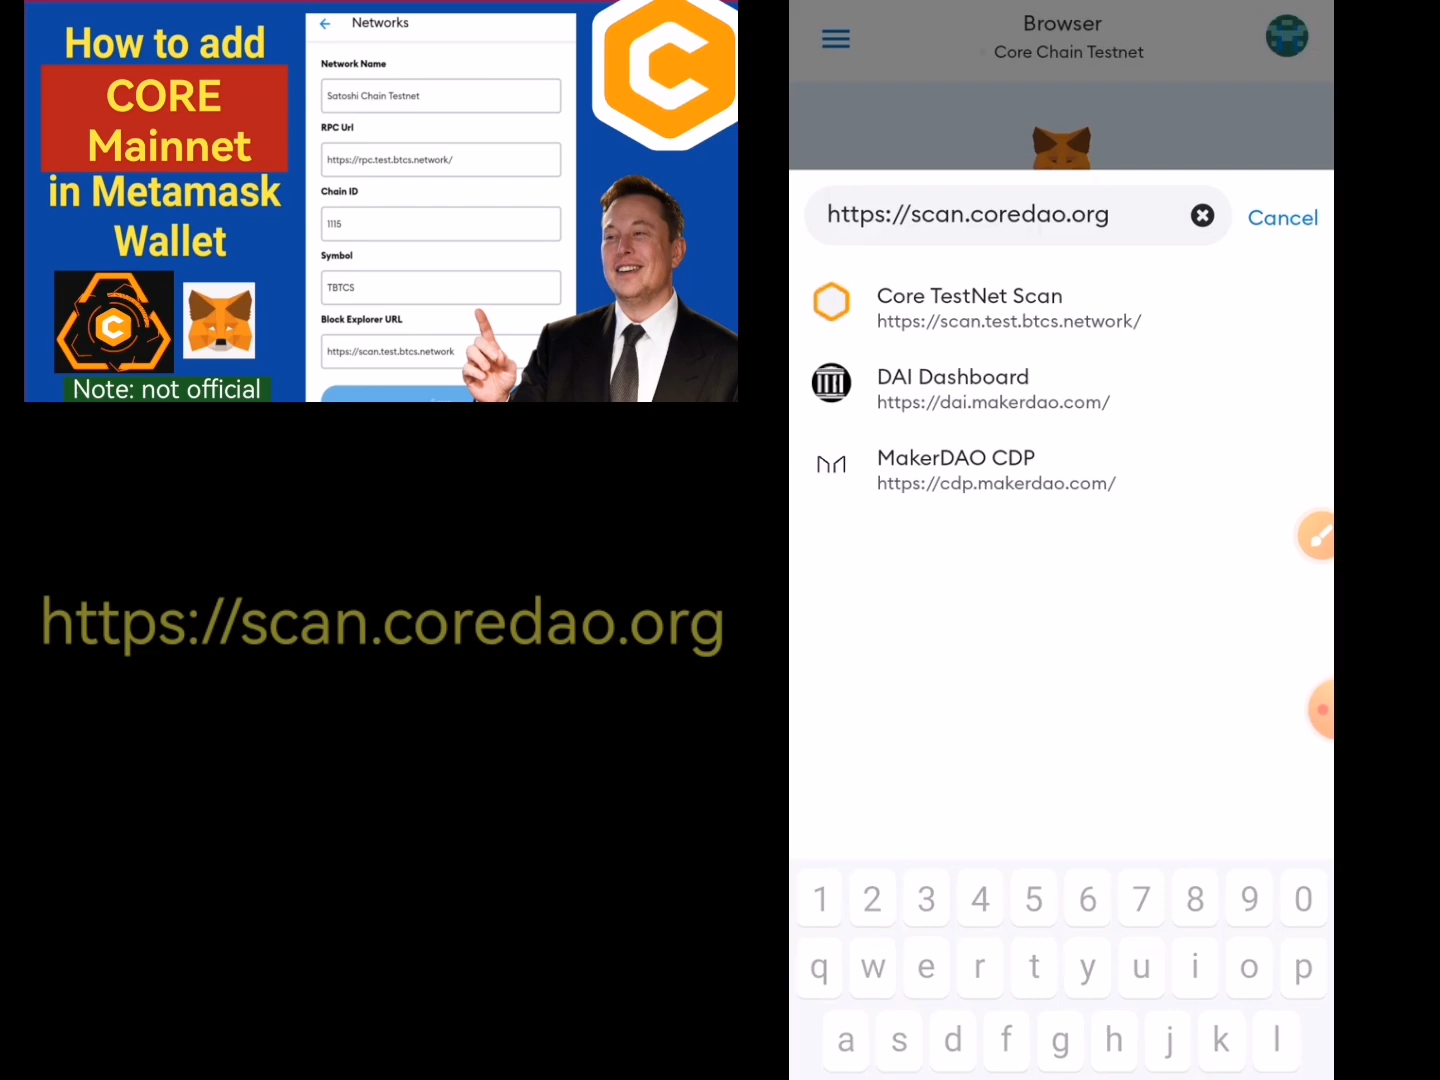 How to add
CORE
Mainnet
in Metamask
Wallet
Note: not official
Networks
Network Name
Satoshi Chain Testnet
RPC Url
https://rpc.test.btcs.network/
Chain ID
1115
Symbol
TBTCS
Block Explorer URL
https://scan.test.btcs.network
https://scan.coredao.org
Browser
Core Chain Testnet
https://scan.coredao.org
Cancel
Core TestNet Scan
https://scan.test.btcs.network/
DAI Dashboard
https://dai.makerdao.com/
MakerDAO CDP
https://cdp.makerdao.com/
1 2 3 4 5 6 7 8 9 0
q w e r t y u i o p
a s d f g h j k l